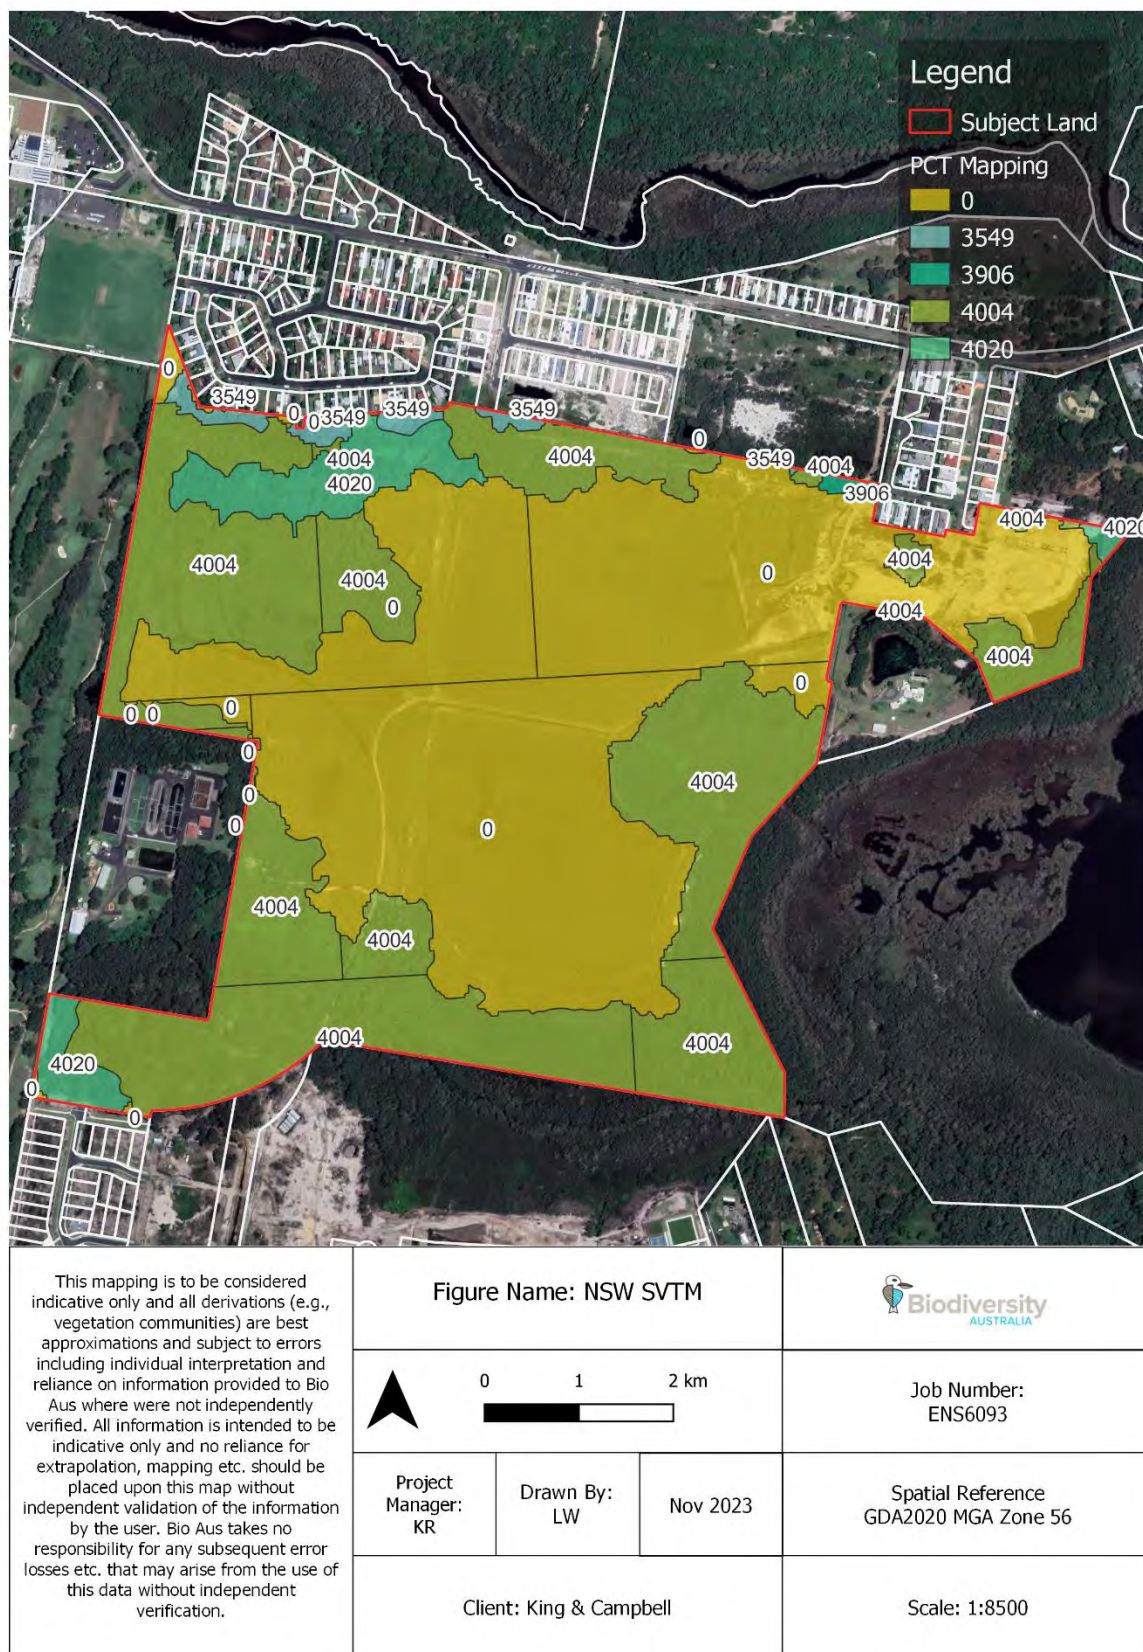 Legend
Subject Land
PCT Mapping
0
3549
3906
4004
4020
0
3549
0
0
3549
3549
3549
4004
4020
4004
0
3549
4004
3906
4004
4020
4004
4004
0
0
4004
4004
4004
0
4004
0
0
0
0
0
0
4004
0
4004
4004
4004
4004
4020
0
0
This mapping is to be considered
indicative only and all derivations (e.g.,
vegetation communities) are best
approximations and subject to errors
including individual interpretation and
reliance on information provided to Bio
Aus where were not independently
verified. All information is intended to be
indicative only and no reliance for
extrapolation, mapping etc. should be
placed upon this map without
independent validation of the information
by the user. Bio Aus takes no
responsibility for any subsequent error
losses etc. that may arise from the use of
this data without independent
verification.
Figure Name: NSW SVTM
0 1 2 km
Project
Manager:
KR
Drawn By:
LW
Nov 2023
Client: King & Campbell
Biodiversity
AUSTRALIA
Job Number:
ENS6093
Spatial Reference
GDA2020 MGA Zone 56
Scale: 1:8500